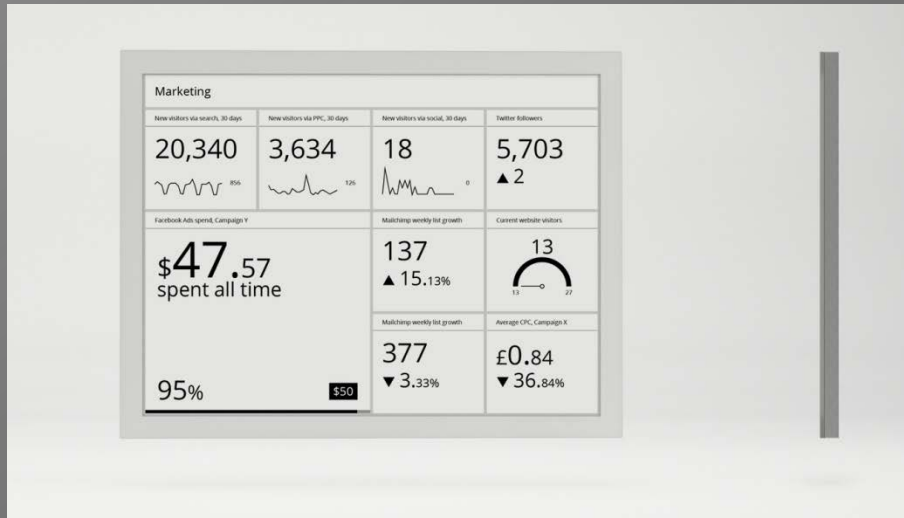 Marketing
New visitors via search, 30 days
20,340
856
New visitors via PPC, 30 days
3,634
126
New visitors via social, 30 days
18
0
Twitter followers
5,703
▲ 2
Facebook Ads spend, Campaign Y
$47.57
spent all time
95%
$50
Mailchimp weekly list growth
137
▲ 15.13%
Current website visitors
13
13
27
Mailchimp weekly list growth
377
▼ 3.33%
Average CPC, Campaign X
£0.84
▼ 36.84%